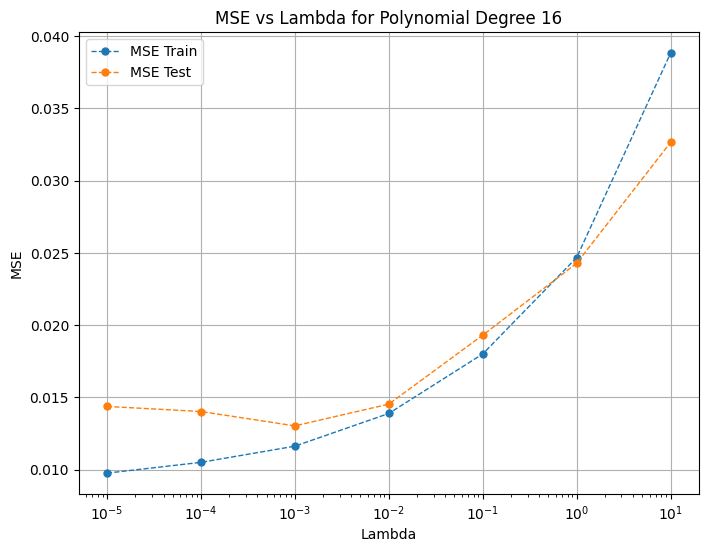 MSE vs Lambda for Polynomial Degree 16
MSE Train
MSE Test
MSE
0.040
0.035
0.030
0.025
0.020
0.015
0.010
10⁻⁵ 10⁻⁴ 10⁻³ 10⁻² 10⁻¹ 10⁰ 10¹
Lambda